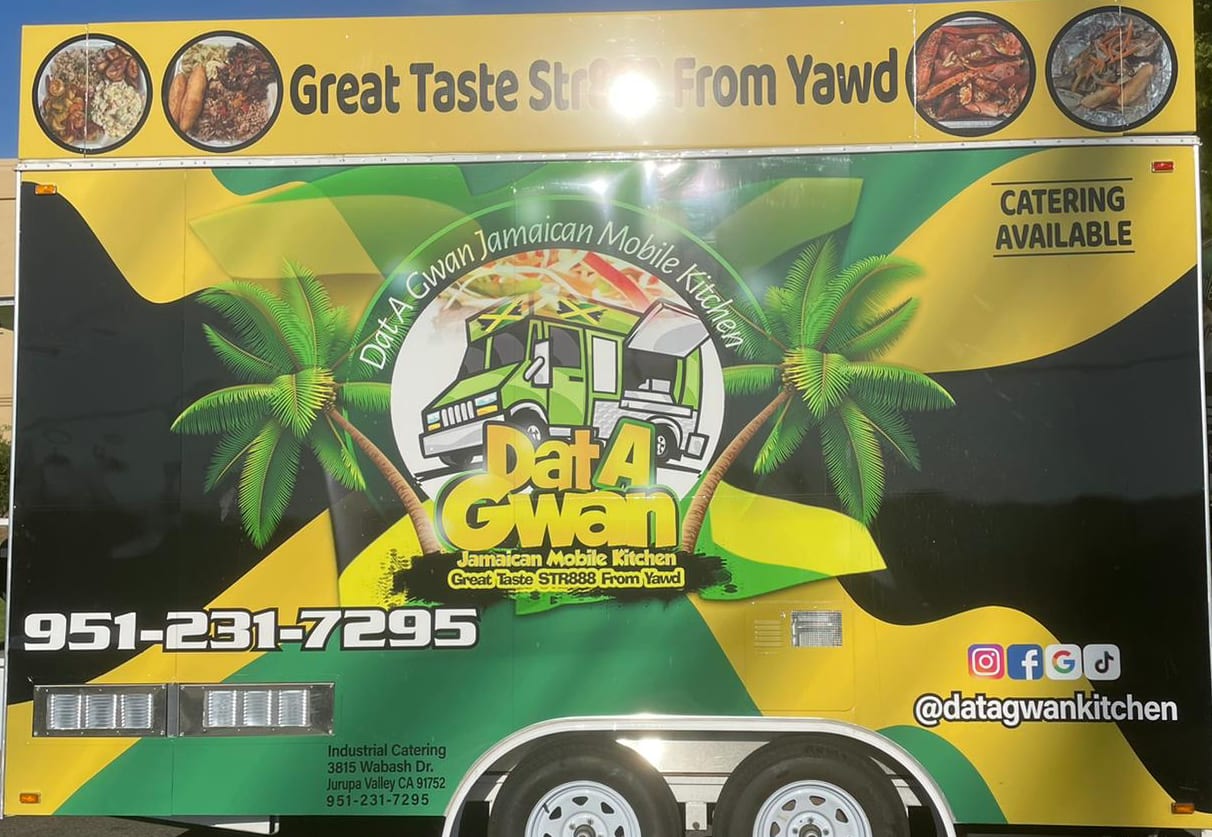 Great Taste From Yawd
CATERING
AVAILABLE
Dat A Gwan Jamaican Mobile Kitchen
Dat A
Gwan
Jamaican Mobile Kitchen
Great Taste STR888 From Yawd
951-231-7295
@datagwankitchen
Industrial Catering
3815 Wabash Dr.
Jurupa Valley CA 91752
951-231-7295